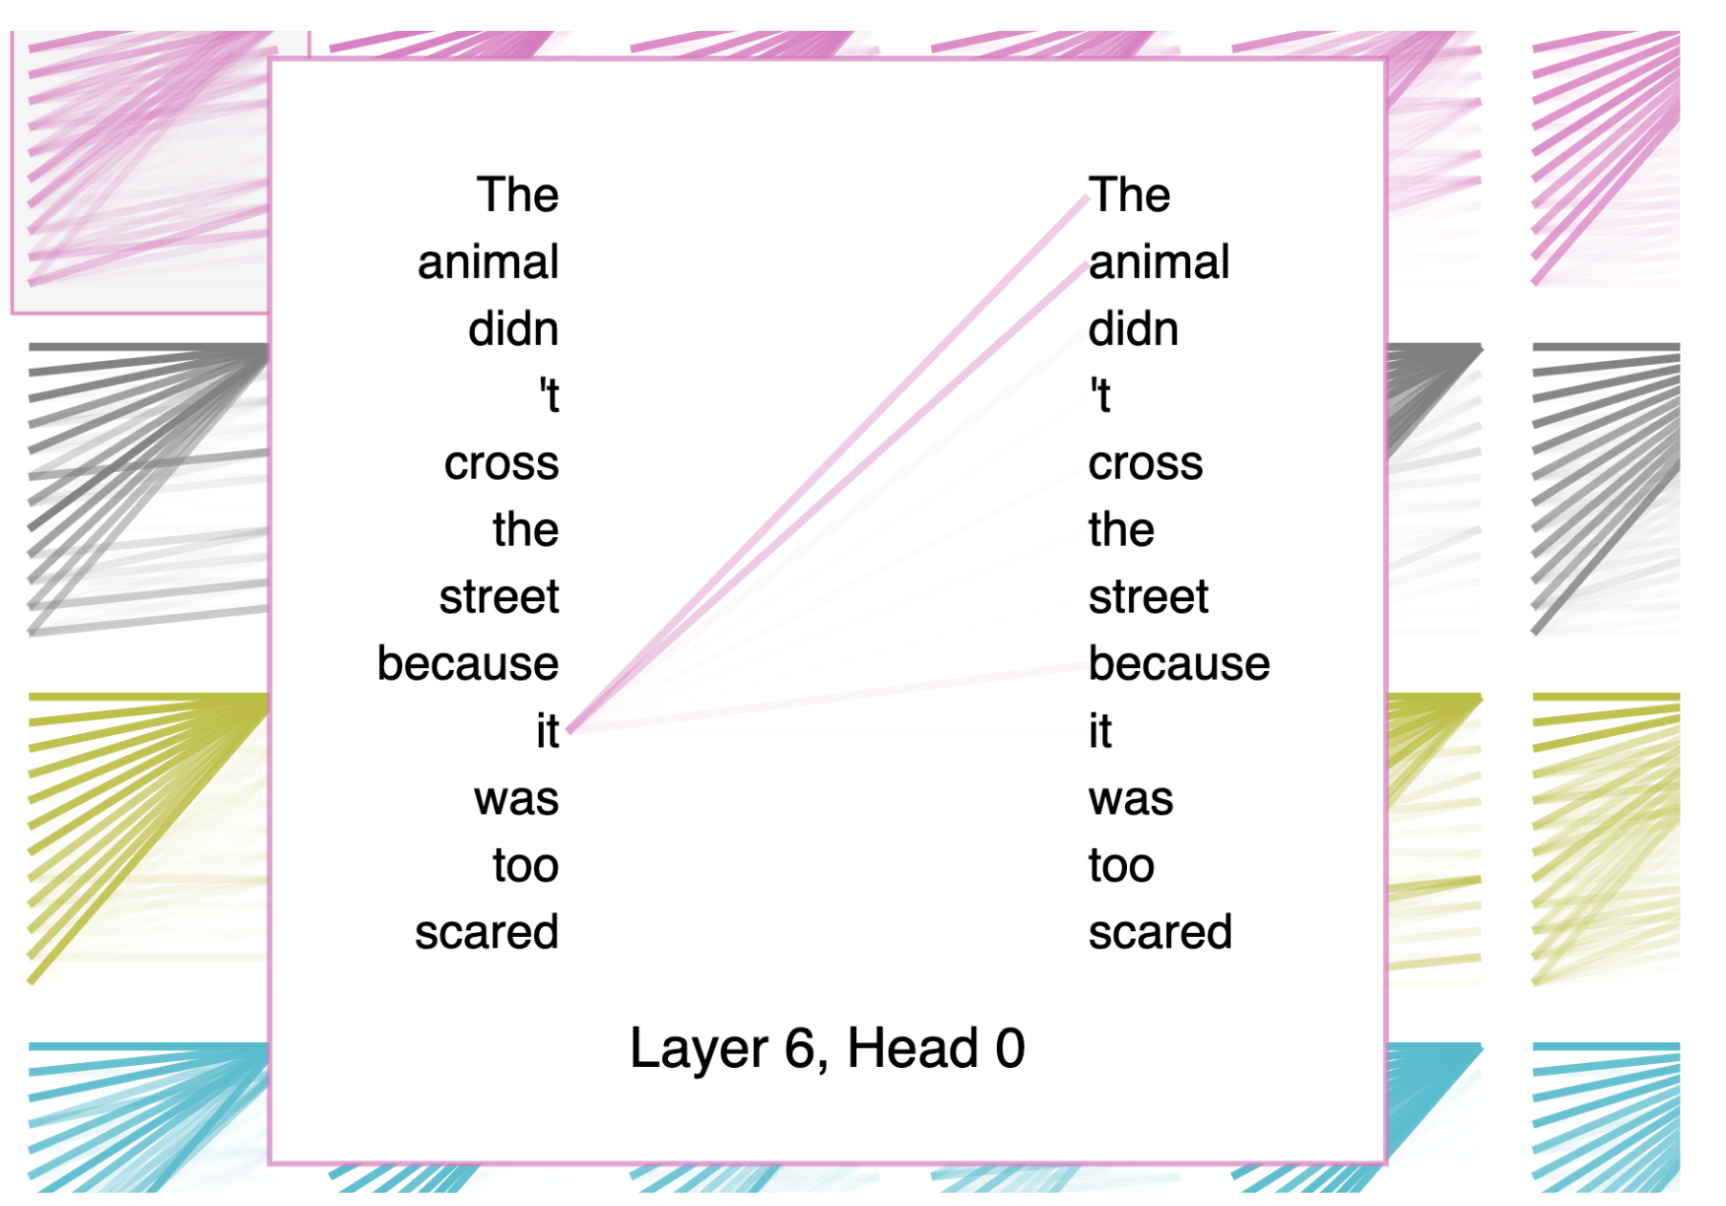 The The
animal animal
didn didn
't 't
cross cross
the the
street street
because because
it it
was was
too too
scared scared
Layer 6, Head 0